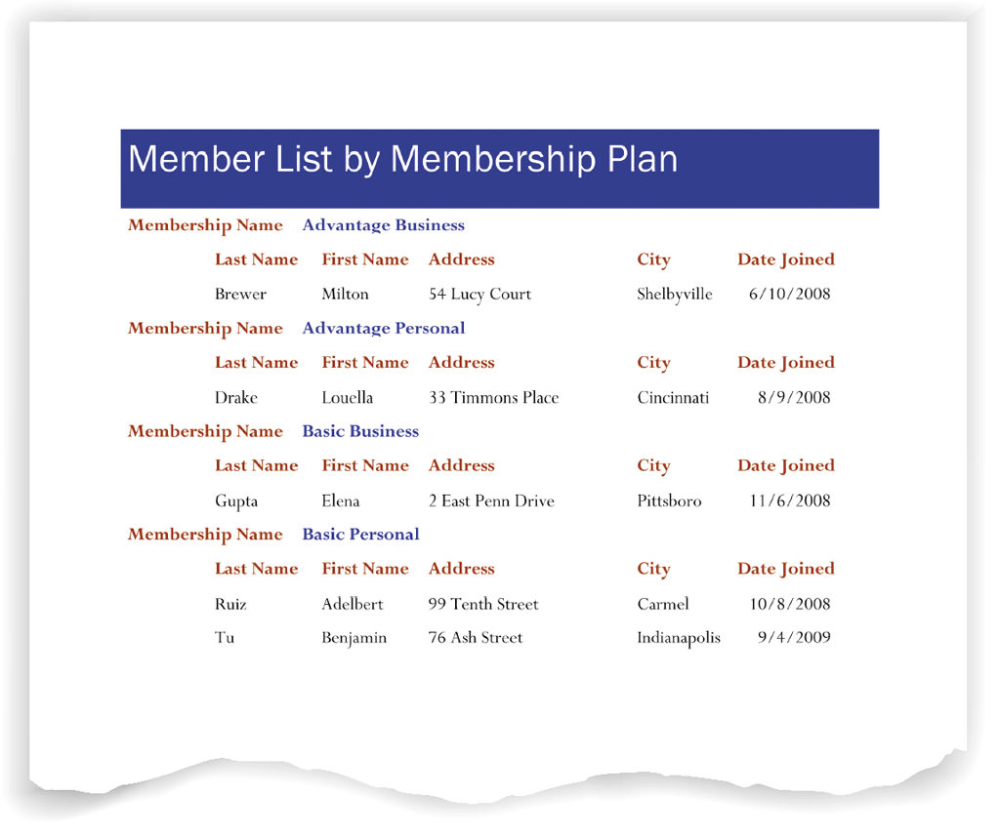 Member List by Membership Plan
Membership Name Advantage Business
Last Name First Name Address City Date Joined
Brewer Milton 54 Lucy Court Shelbyville 6/10/2008
Membership Name Advantage Personal
Last Name First Name Address City Date Joined
Drake Louella 33 Timmons Place Cincinnati 8/9/2008
Membership Name Basic Business
Last Name First Name Address City Date Joined
Gupta Elena 2 East Penn Drive Pittsboro 11/6/2008
Membership Name Basic Personal
Last Name First Name Address City Date Joined
Ruiz Adelbert 99 Tenth Street Carmel 10/8/2008
Tu Benjamin 76 Ash Street Indianapolis 9/4/2009